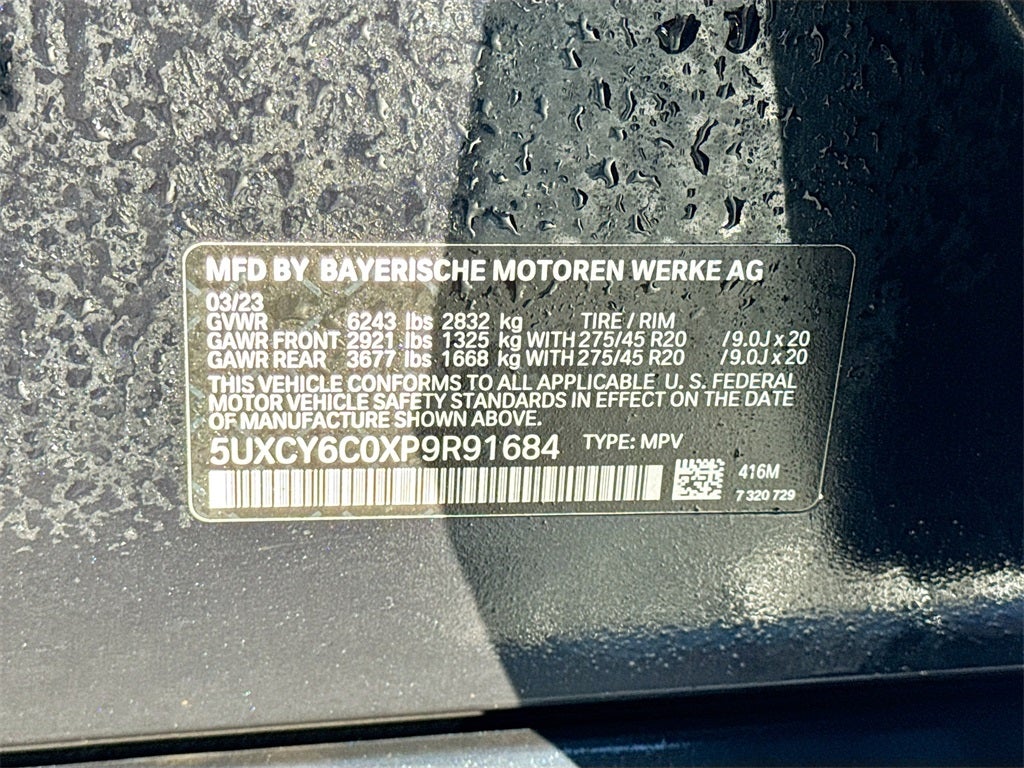 MFD BY BAYERISCHE MOTOREN WERKE AG
03/23
GVWR 6243 lbs 2832 kg TIRE / RIM
GAWR FRONT 2921 lbs 1325 kg WITH 275/45 R20 / 9.0J x 20
GAWR REAR 3677 lbs 1668 kg WITH 275/45 R20 / 9.0J x 20
THIS VEHICLE CONFORMS TO ALL APPLICABLE U. S. FEDERAL
MOTOR VEHICLE SAFETY STANDARDS IN EFFECT ON THE DATE
OF MANUFACTURE SHOWN ABOVE.
5UXCY6C0XP9R91684 TYPE: MPV
416M
7 320 729